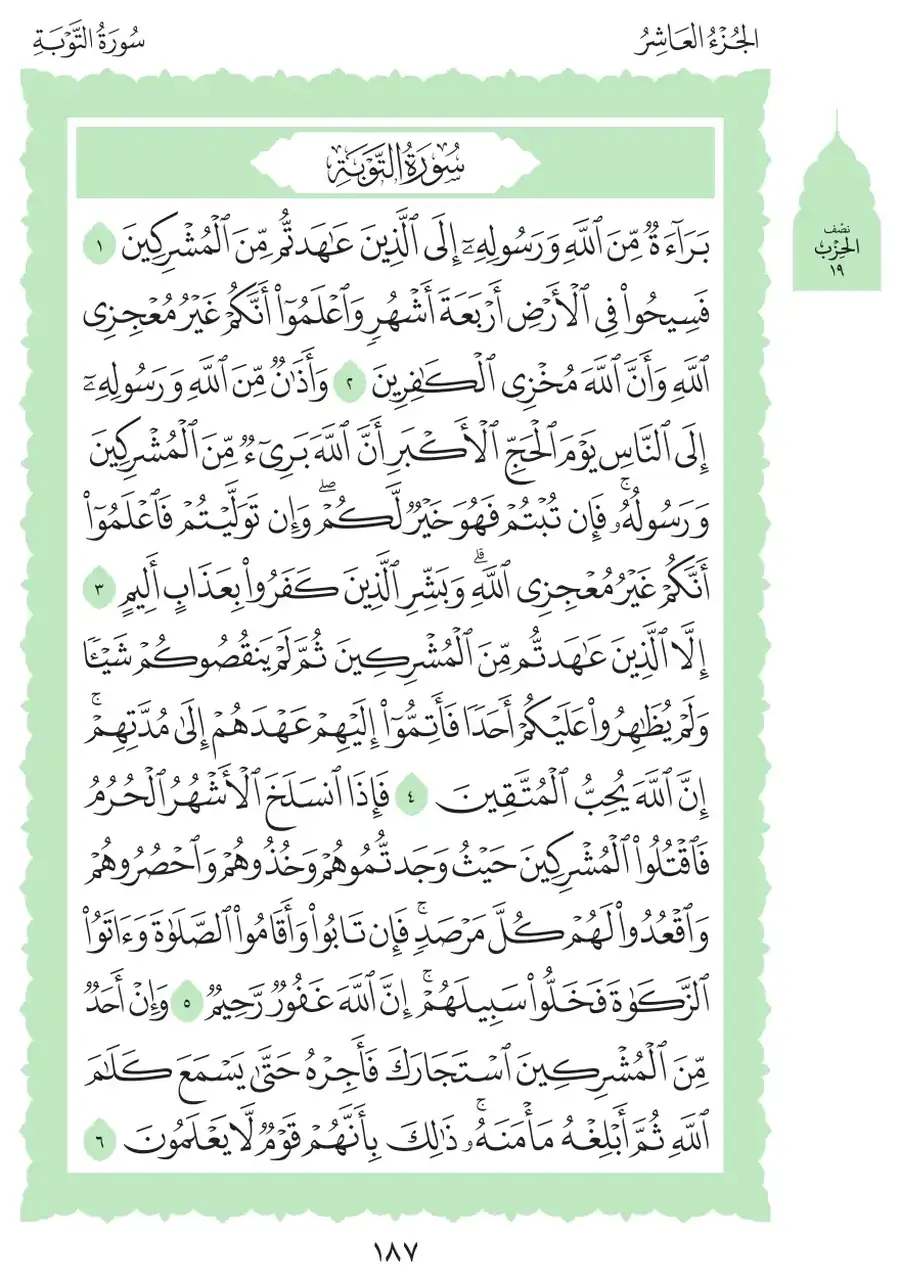 الجُزْءُ العَاشِرُ
سُورَةُ التَّوْبَةِ
سُورَةُ التَّوْبَةِ
نصف
الحزب
١٩
بَرَآءَةٞ مِّنَ ٱللَّهِ وَرَسُولِهِۦٓ إِلَى ٱلَّذِينَ عَٰهَدتُّم مِّنَ ٱلۡمُشۡرِكِينَ ١
فَسِيحُواْ فِي ٱلۡأَرۡضِ أَرۡبَعَةَ أَشۡهُرٖ وَٱعۡلَمُوٓاْ أَنَّكُمۡ غَيۡرُ مُعۡجِزِي
ٱللَّهِ وَأَنَّ ٱللَّهَ مُخۡزِي ٱلۡكَٰفِرِينَ ٢ وَأَذَٰنٞ مِّنَ ٱللَّهِ وَرَسُولِهِۦٓ
إِلَى ٱلنَّاسِ يَوۡمَ ٱلۡحَجِّ ٱلۡأَكۡبَرِ أَنَّ ٱللَّهَ بَرِيٓءٞ مِّنَ ٱلۡمُشۡرِكِينَ
وَرَسُولُهُۥۚ فَإِن تُبۡتُمۡ فَهُوَ خَيۡرٞ لَّكُمۡۖ وَإِن تَوَلَّيۡتُمۡ فَٱعۡلَمُوٓاْ
أَنَّكُمۡ غَيۡرُ مُعۡجِزِي ٱللَّهِۗ وَبَشِّرِ ٱلَّذِينَ كَفَرُواْ بِعَذَابٍ أَلِيمٍ ٣
إِلَّا ٱلَّذِينَ عَٰهَدتُّم مِّنَ ٱلۡمُشۡرِكِينَ ثُمَّ لَمۡ يَنقُصُوكُمۡ شَيۡـٔٗا
وَلَمۡ يُظَٰهِرُواْ عَلَيۡكُمۡ أَحَدٗا فَأَتِمُّوٓاْ إِلَيۡهِمۡ عَهۡدَهُمۡ إِلَىٰ مُدَّتِهِمۡۚ
إِنَّ ٱللَّهَ يُحِبُّ ٱلۡمُتَّقِينَ ٤ فَإِذَا ٱنسَلَخَ ٱلۡأَشۡهُرُ ٱلۡحُرُمُ
فَٱقۡتُلُواْ ٱلۡمُشۡرِكِينَ حَيۡثُ وَجَدتُّمُوهُمۡ وَخُذُوهُمۡ وَٱحۡصُرُوهُمۡ
وَٱقۡعُدُواْ لَهُمۡ كُلَّ مَرۡصَدٖۚ فَإِن تَابُواْ وَأَقَامُواْ ٱلصَّلَوٰةَ وَءَاتَوُاْ
ٱلزَّكَوٰةَ فَخَلُّواْ سَبِيلَهُمۡۚ إِنَّ ٱللَّهَ غَفُورٞ رَّحِيمٞ ٥ وَإِنۡ أَحَدٞ
مِّنَ ٱلۡمُشۡرِكِينَ ٱسۡتَجَارَكَ فَأَجِرۡهُ حَتَّىٰ يَسۡمَعَ كَلَٰمَ
ٱللَّهِ ثُمَّ أَبۡلِغۡهُ مَأۡمَنَهُۥۚ ذَٰلِكَ بِأَنَّهُمۡ قَوۡمٞ لَّا يَعۡلَمُونَ ٦
١٨٧